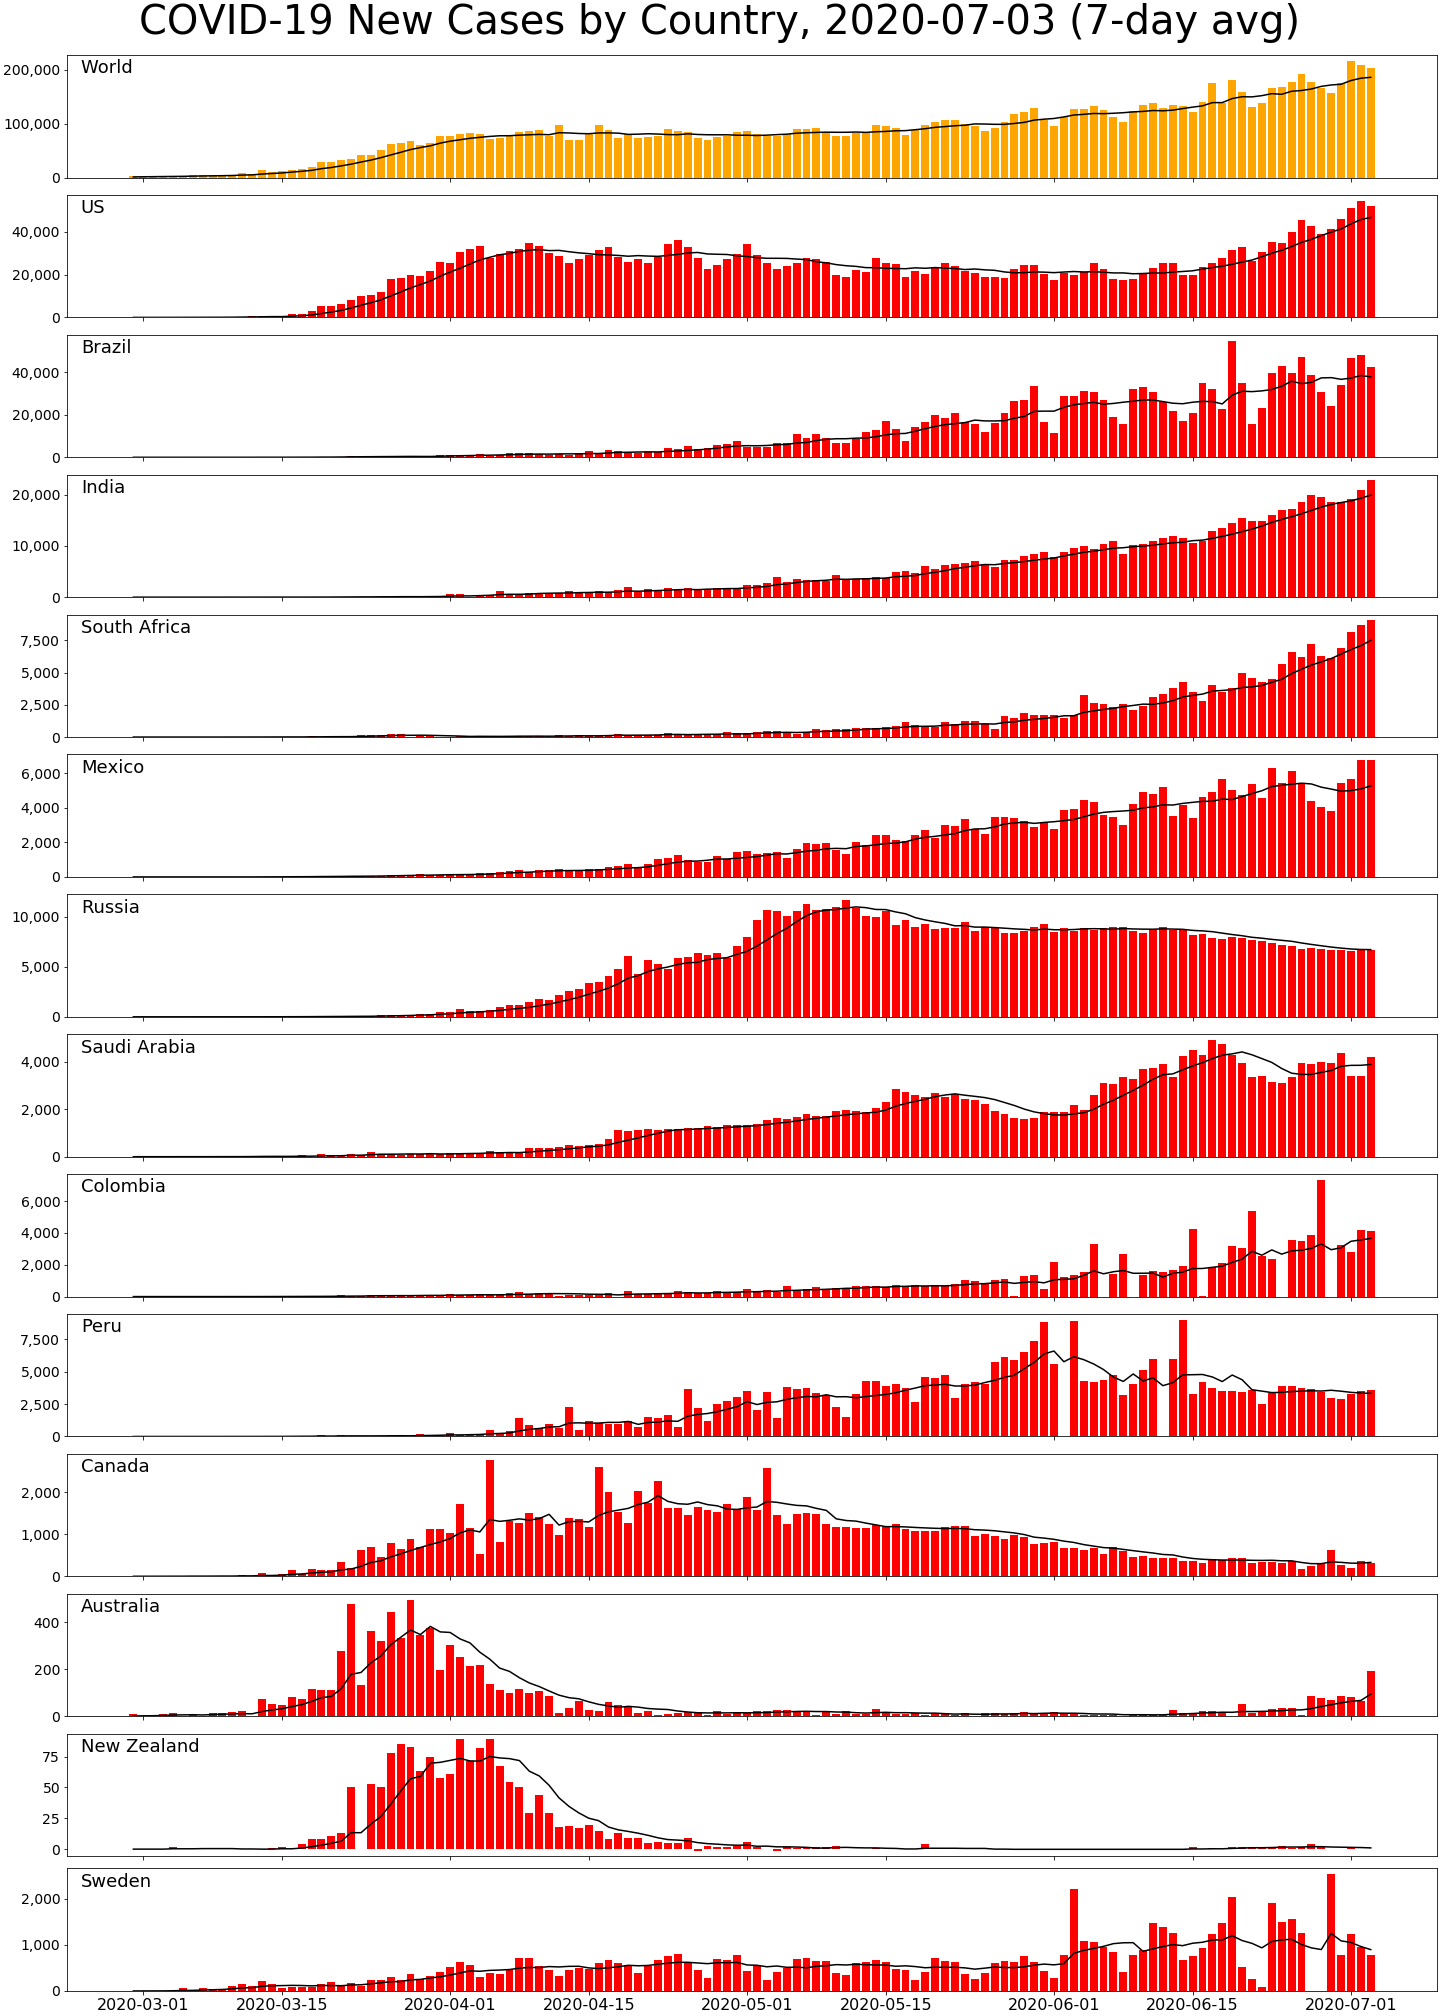 COVID-19 New Cases by Country, 2020-07-03 (7-day avg)
World
200,000
100,000
0
US
40,000
20,000
0
Brazil
40,000
20,000
0
India
20,000
10,000
0
South Africa
7,500
5,000
2,500
0
Mexico
6,000
4,000
2,000
0
Russia
10,000
5,000
0
Saudi Arabia
4,000
2,000
0
Colombia
6,000
4,000
2,000
0
Peru
7,500
5,000
2,500
0
Canada
2,000
1,000
0
Australia
400
200
0
New Zealand
75
50
25
0
Sweden
2,000
1,000
0
2020-03-01 2020-03-15 2020-04-01 2020-04-15 2020-05-01 2020-05-15 2020-06-01 2020-06-15 2020-07-01